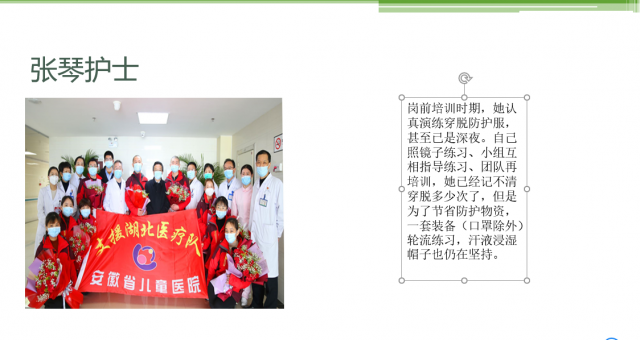 张琴护士
支援湖北医疗队
安徽省儿童医院
岗前培训时期，她认
真演练穿脱防护服，
甚至已是深夜。自己
照镜子练习、小组互
相指导练习、团队再
培训，她已经记不清
穿脱多少次了，但是
为了节省防护物资，
一套装备（口罩除外）
轮流练习，汗液浸湿
帽子也仍在坚持。